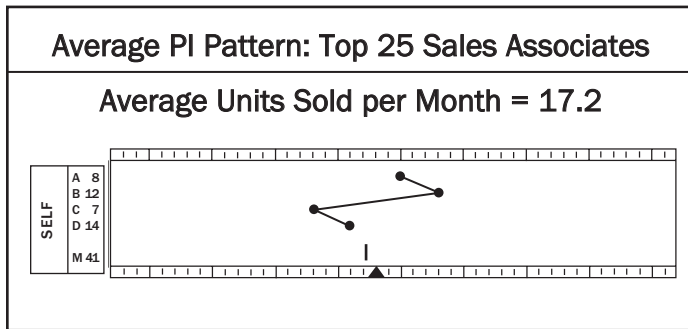 Average PI Pattern: Top 25 Sales Associates
Average Units Sold per Month = 17.2
SELF
A 8
B 12
C 7
D 14
M 41